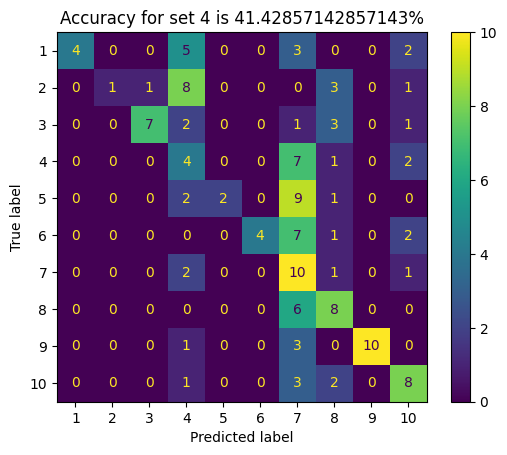 Accuracy for set 4 is 41.42857142857143%
1 4 0 0 5 0 0 3 0 0 2
2 0 1 1 8 0 0 0 3 0 1
3 0 0 7 2 0 0 1 3 0 1
4 0 0 0 4 0 0 7 1 0 2
5 0 0 0 2 2 0 9 1 0 0
6 0 0 0 0 0 4 7 1 0 2
7 0 0 0 2 0 0 10 1 0 1
8 0 0 0 0 0 0 6 8 0 0
9 0 0 0 1 0 0 3 0 10 0
10 0 0 0 1 0 0 3 2 0 8
1 2 3 4 5 6 7 8 9 10
Predicted label
True label
10
8
6
4
2
0